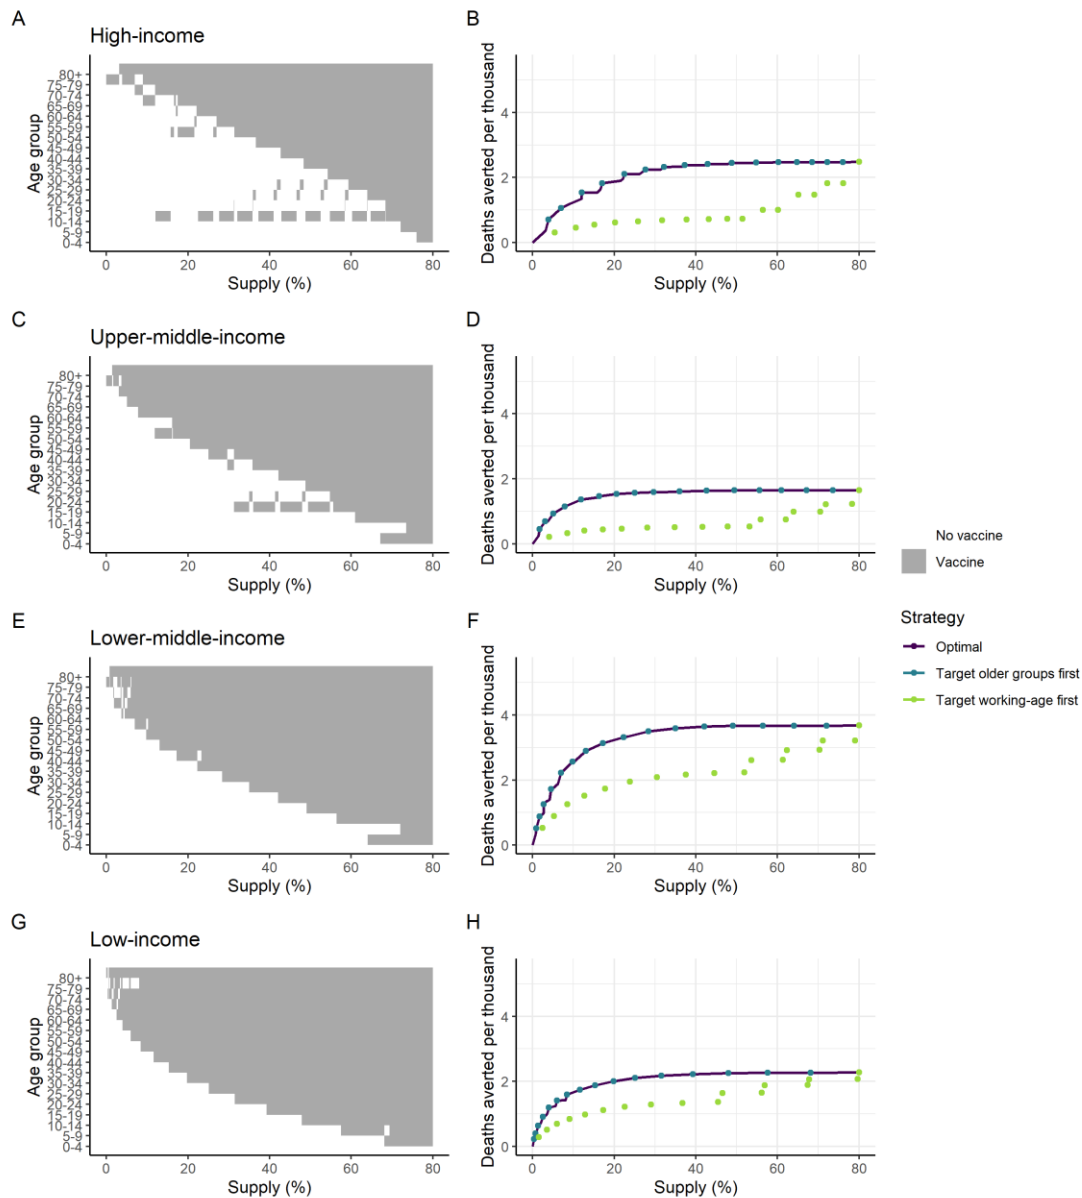 A
High-income
Age group
80+
75-79
70-74
65-69
60-64
55-59
50-54
45-49
40-44
35-39
30-34
25-29
20-24
15-19
10-14
5-9
0-4
0 20 40 60 80
Supply (%)
B
Deaths averted per thousand
4
2
0
0 20 40 60 80
Supply (%)
C
Upper-middle-income
Age group
80+
75-79
70-74
65-69
60-64
55-59
50-54
45-49
40-44
35-39
30-34
25-29
20-24
15-19
10-14
5-9
0-4
0 20 40 60 80
Supply (%)
D
Deaths averted per thousand
4
2
0
0 20 40 60 80
Supply (%)
No vaccine
Vaccine
Strategy
Optimal
Target older groups first
Target working-age first
E
Lower-middle-income
Age group
80+
75-79
70-74
65-69
60-64
55-59
50-54
45-49
40-44
35-39
30-34
25-29
20-24
15-19
10-14
5-9
0-4
0 20 40 60 80
Supply (%)
F
Deaths averted per thousand
4
2
0
0 20 40 60 80
Supply (%)
G
Low-income
Age group
80+
75-79
70-74
65-69
60-64
55-59
50-54
45-49
40-44
35-39
30-34
25-29
20-24
15-19
10-14
5-9
0-4
0 20 40 60 80
Supply (%)
H
Deaths averted per thousand
4
2
0
0 20 40 60 80
Supply (%)